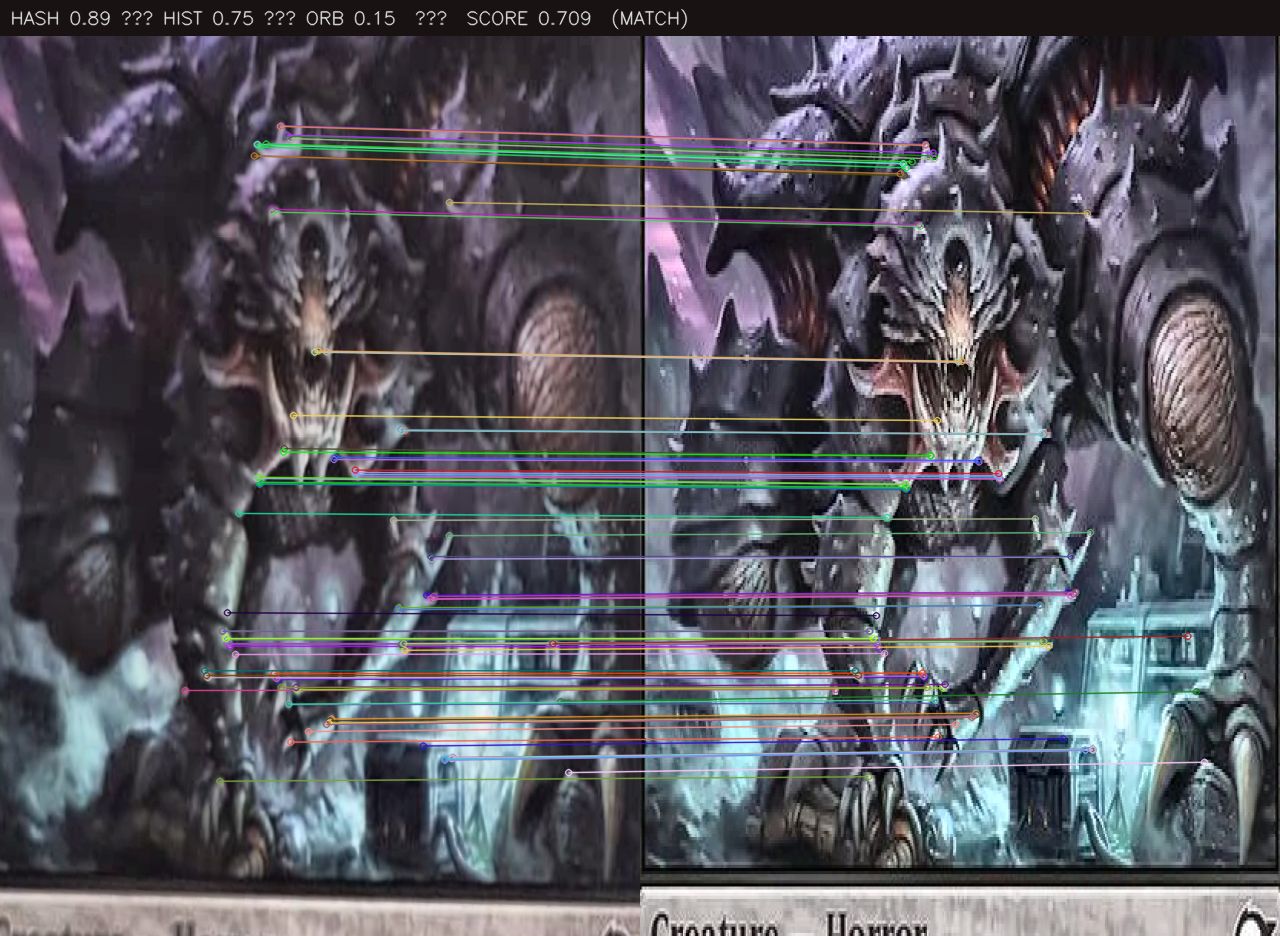 HASH 0.89 ??? HIST 0.75 ??? ORB 0.15 ??? SCORE 0.709 (MATCH)
Creature — Horror